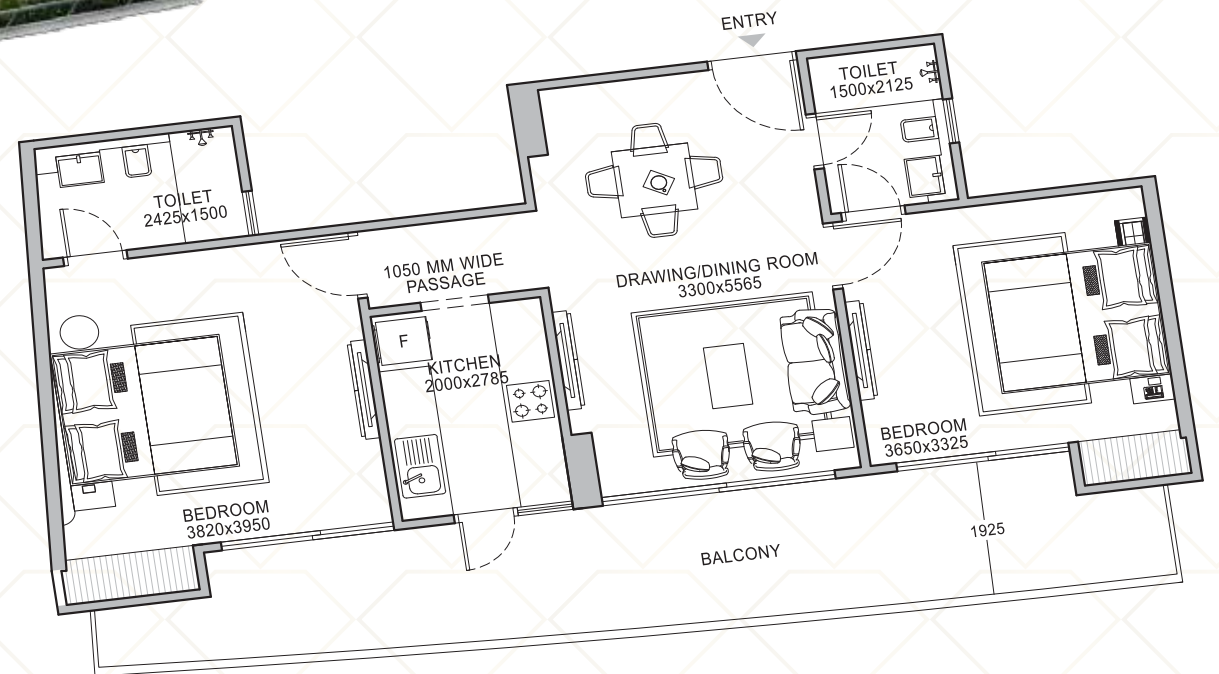 ENTRY
TOILET
1500x2125
TOILET
2425x1500
1050 MM WIDE
PASSAGE
DRAWING/DINING ROOM
3300x5565
F
KITCHEN
2000x2785
BEDROOM
3650x3325
BEDROOM
3820x3950
BALCONY
1925